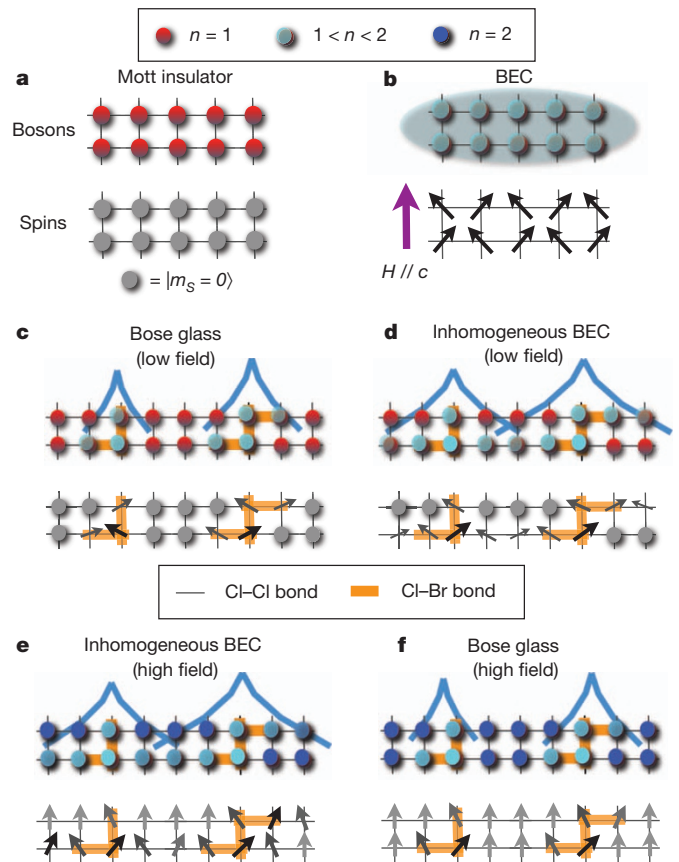 n = 1
1 < n < 2
n = 2
a
Mott insulator
Bosons
Spins
= |mS = 0⟩
b
BEC
H // c
c
Bose glass
(low field)
d
Inhomogeneous BEC
(low field)
Cl–Cl bond
Cl–Br bond
e
Inhomogeneous BEC
(high field)
f
Bose glass
(high field)